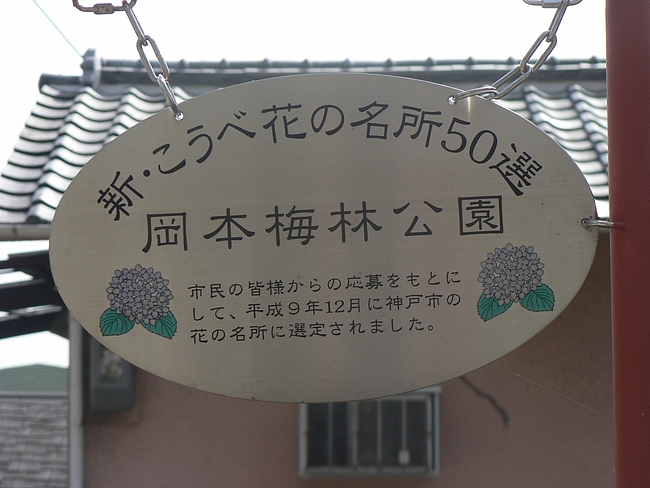 新・こうべ花の名所50選
岡本梅林公園
市民の皆様からの応募をもとに
して、平成9年12月に神戸市の
花の名所に選定されました。